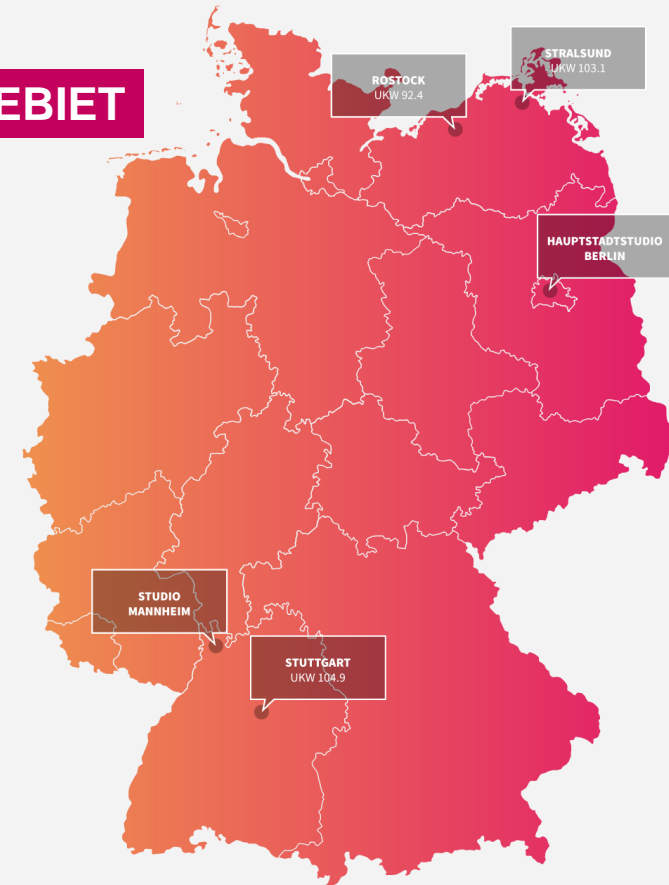 EBIET
STRALSUND
UKW 103.1
ROSTOCK
UKW 92.4
HAUPTSTADTSTUDIO
BERLIN
STUDIO
MANNHEIM
STUTTGART
UKW 104.9